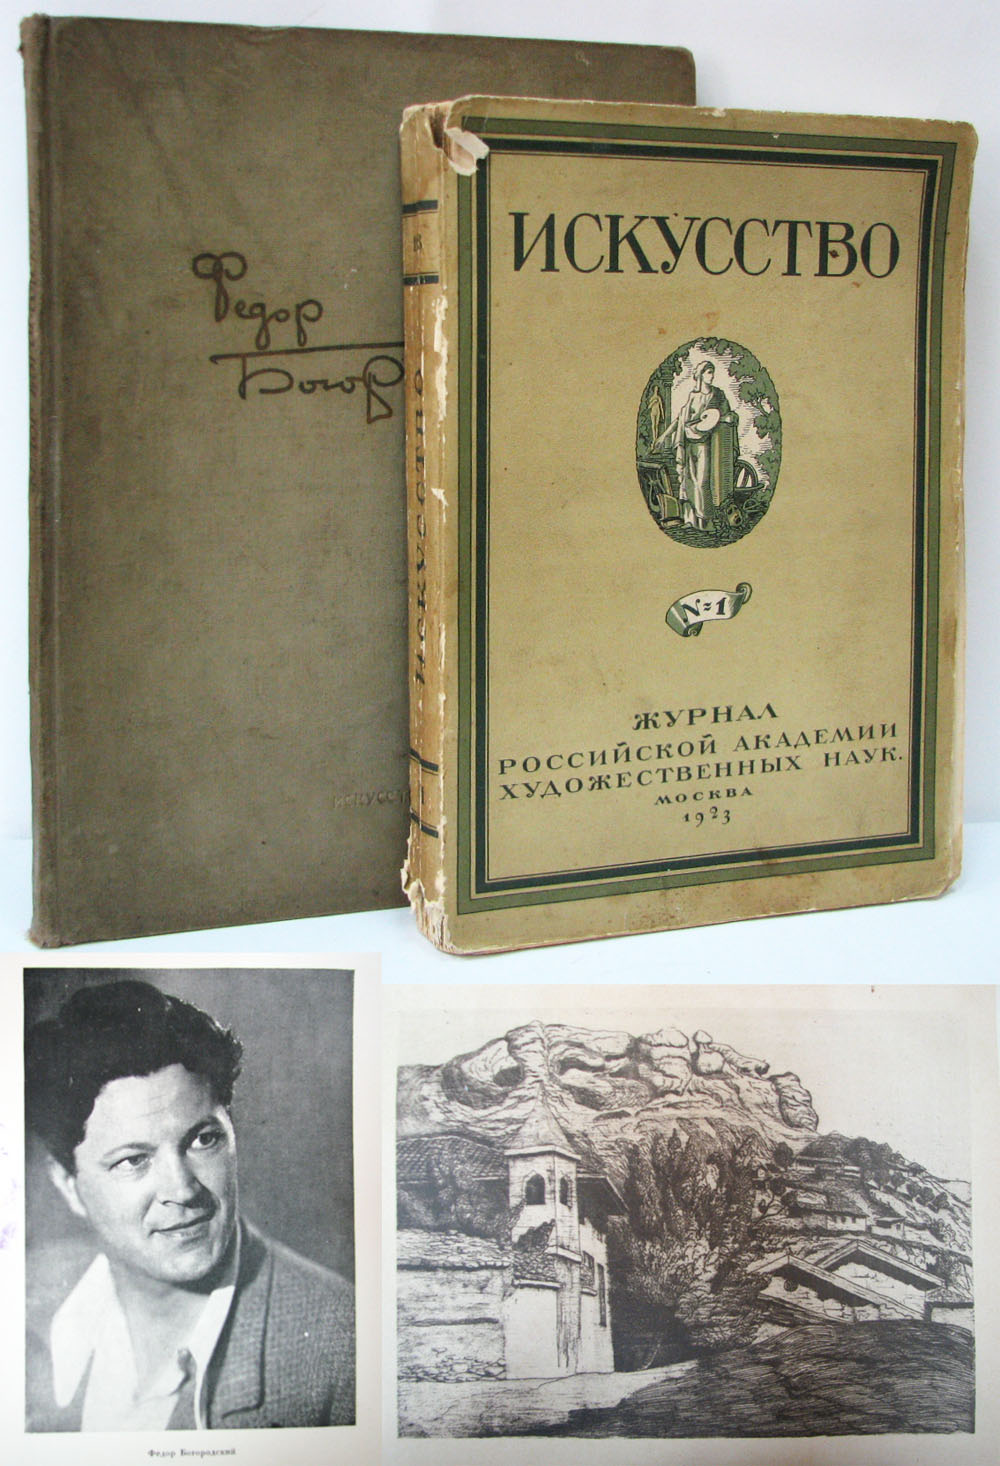 Федор
Богор
ИСКУССТ
ИСКУССТВО
ИСКУССТВО
№1
ЖУРНАЛ
РОССИЙСКОЙ АКАДЕМИИ
ХУДОЖЕСТВЕННЫХ НАУК.
МОСКВА
1923
Федор Богородский